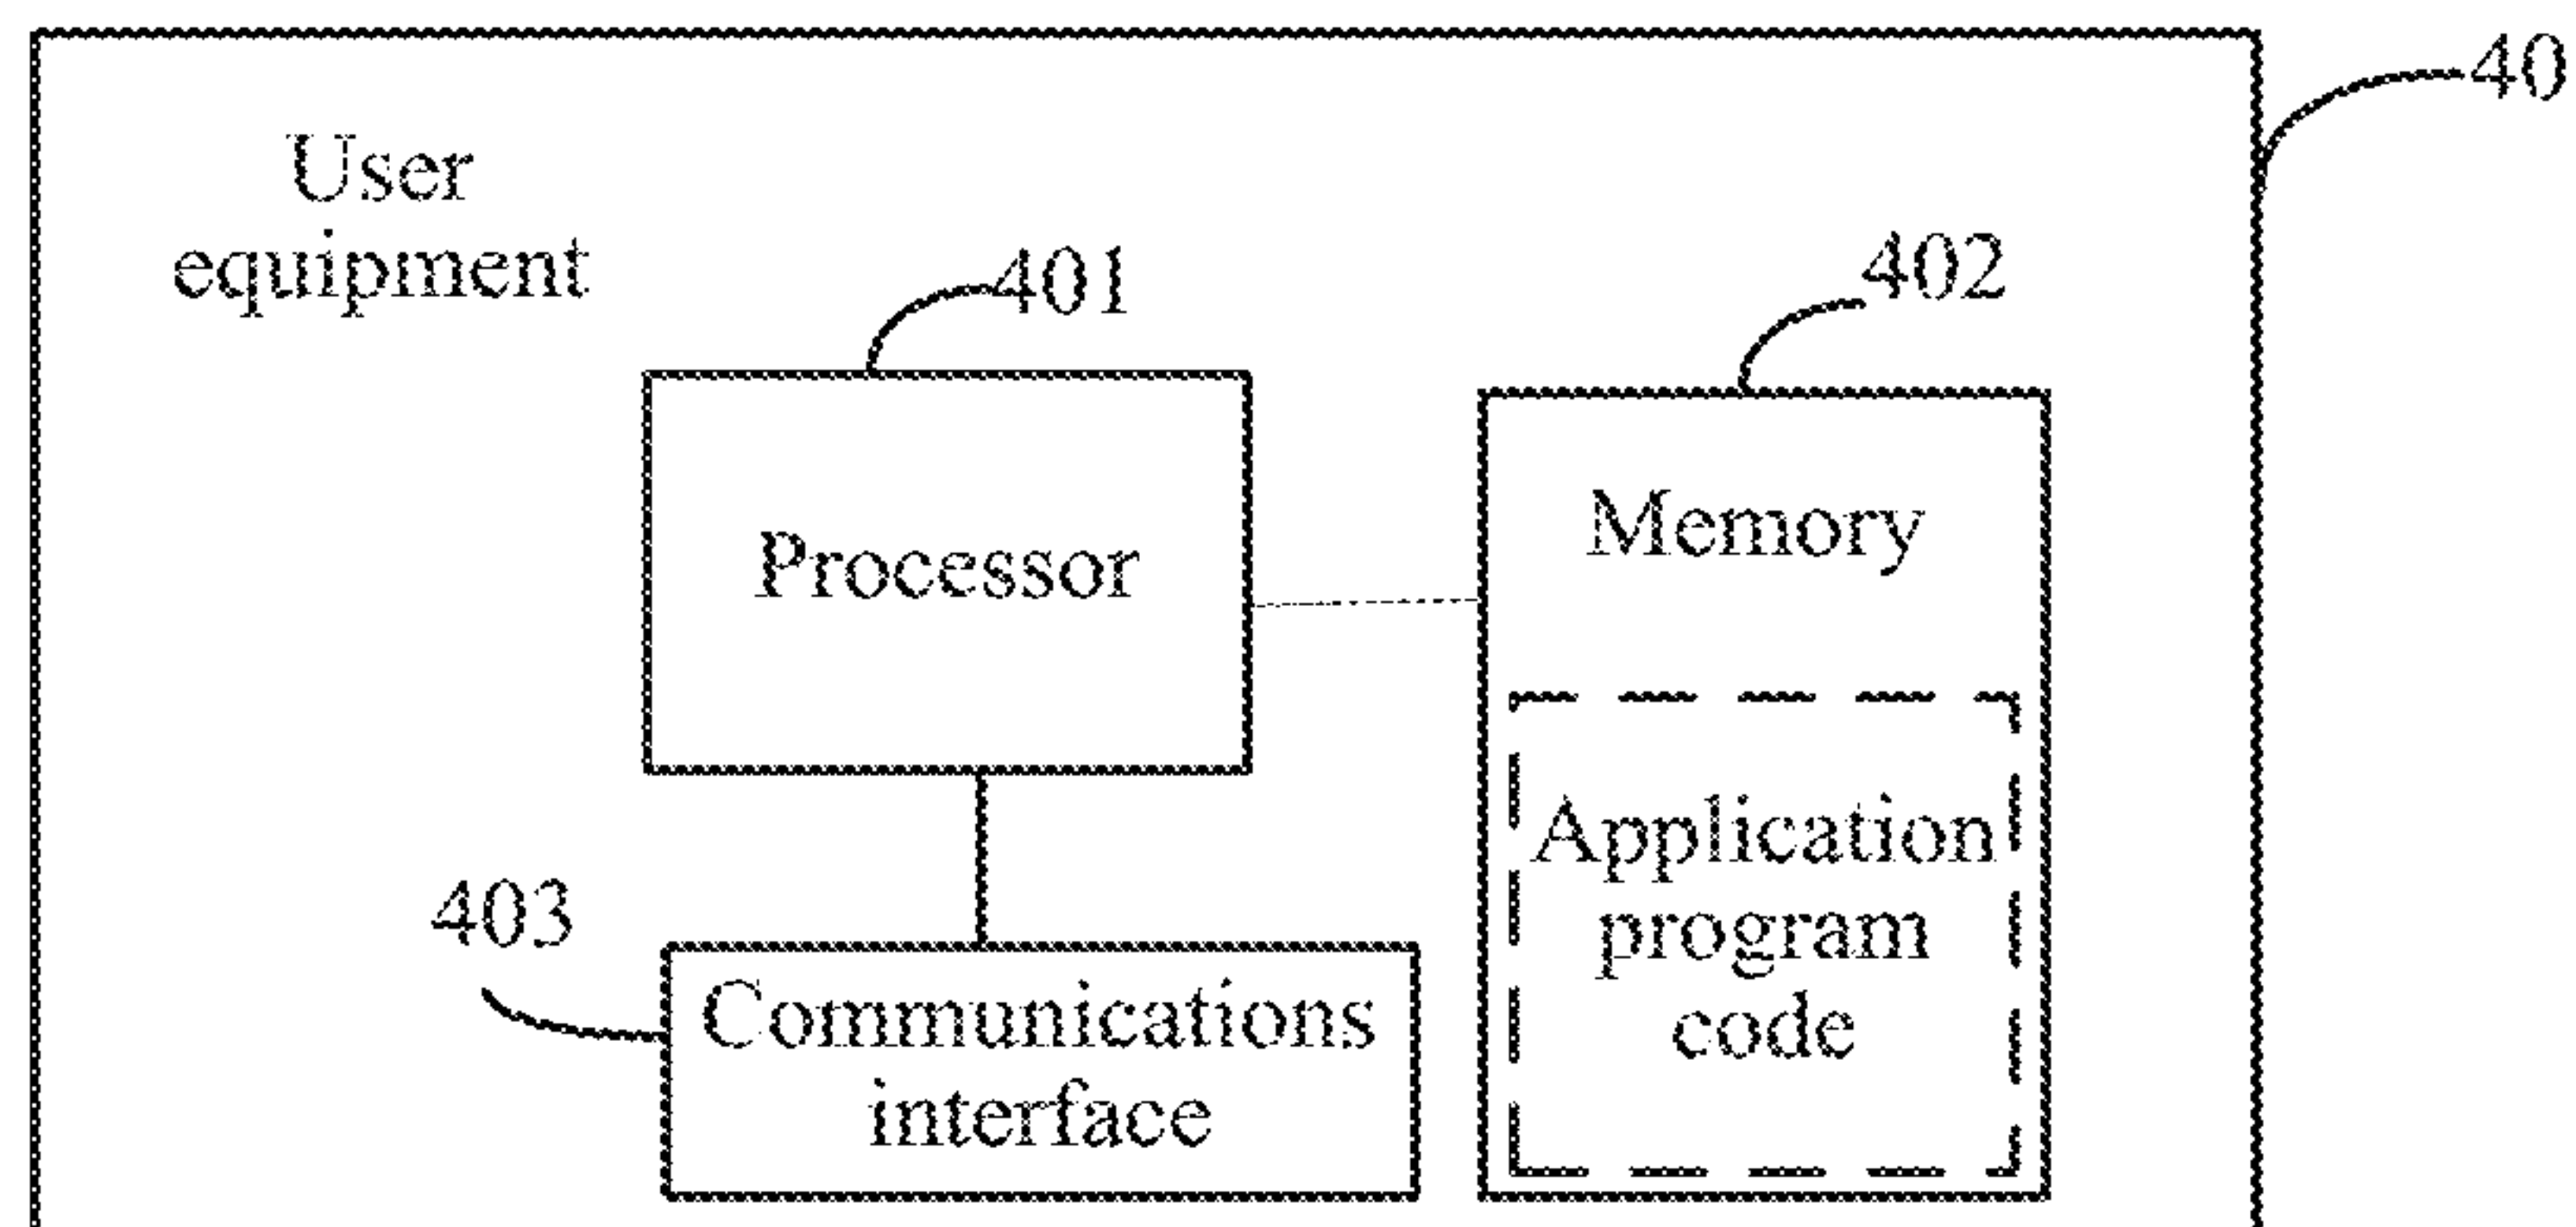 40
User
equipment
401
402
Processor
Memory
Application
program
code
403
Communications
interface